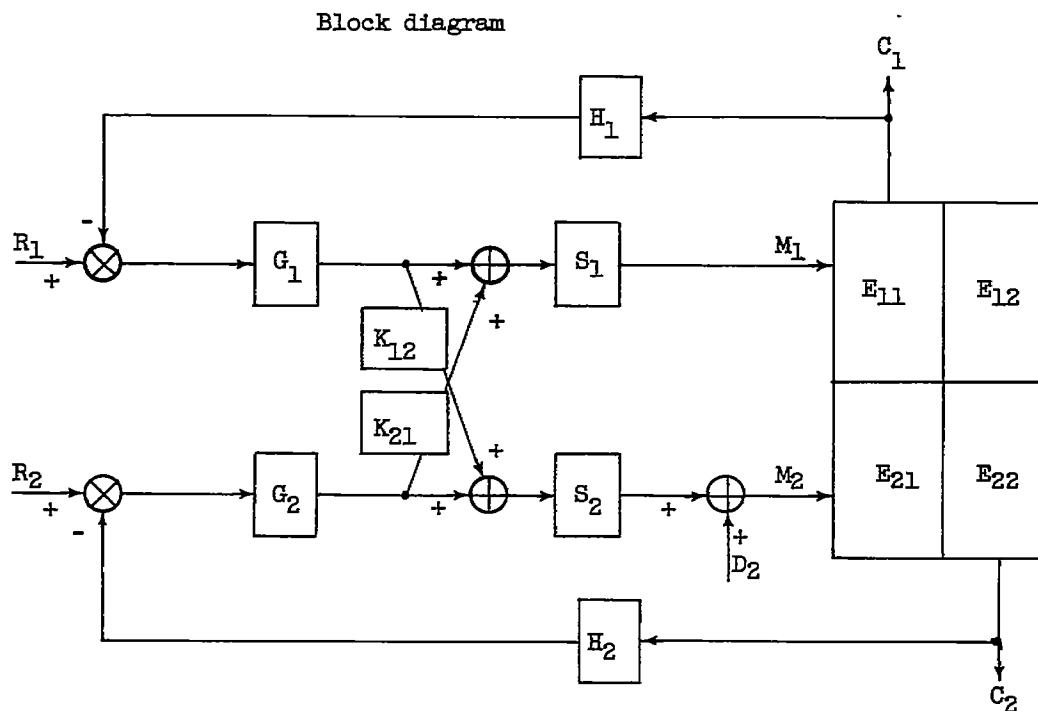 Block diagram
C₁
H₁
-
R₁
+
G₁
+
+
S₁
M₁
E₁₁
E₁₂
K₁₂
K₂₁
R₂
+
-
G₂
+
+
S₂
+
+
D₂
M₂
E₂₁
E₂₂
H₂
C₂